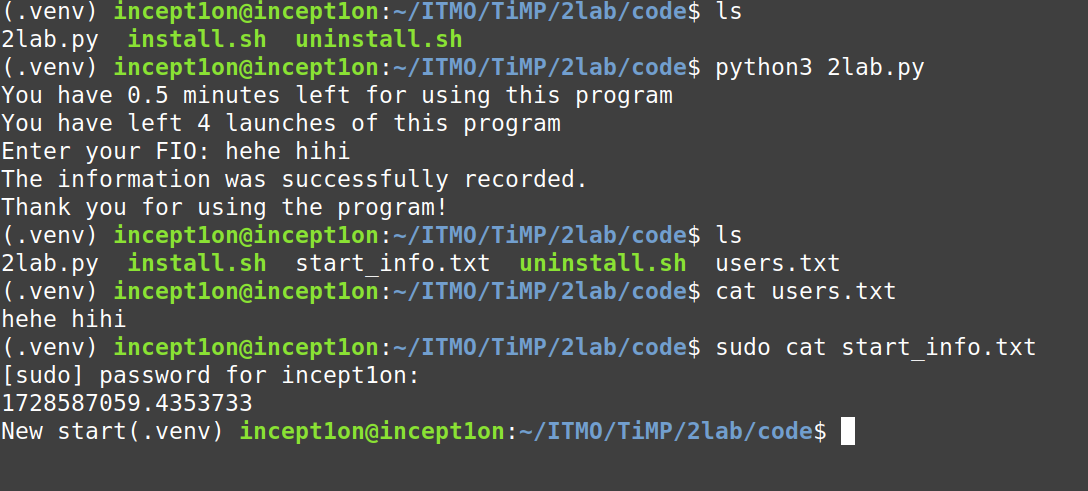 (.venv) incept1on@incept1on:~/ITMO/TiMP/2lab/code$ ls
2lab.py  install.sh  uninstall.sh
(.venv) incept1on@incept1on:~/ITMO/TiMP/2lab/code$ python3 2lab.py
You have 0.5 minutes left for using this program
You have left 4 launches of this program
Enter your FIO: hehe hihi
The information was successfully recorded.
Thank you for using the program!
(.venv) incept1on@incept1on:~/ITMO/TiMP/2lab/code$ ls
2lab.py  install.sh  start_info.txt  uninstall.sh  users.txt
(.venv) incept1on@incept1on:~/ITMO/TiMP/2lab/code$ cat users.txt
hehe hihi
(.venv) incept1on@incept1on:~/ITMO/TiMP/2lab/code$ sudo cat start_info.txt
[sudo] password for incept1on:
1728587059.4353733
New start(.venv) incept1on@incept1on:~/ITMO/TiMP/2lab/code$